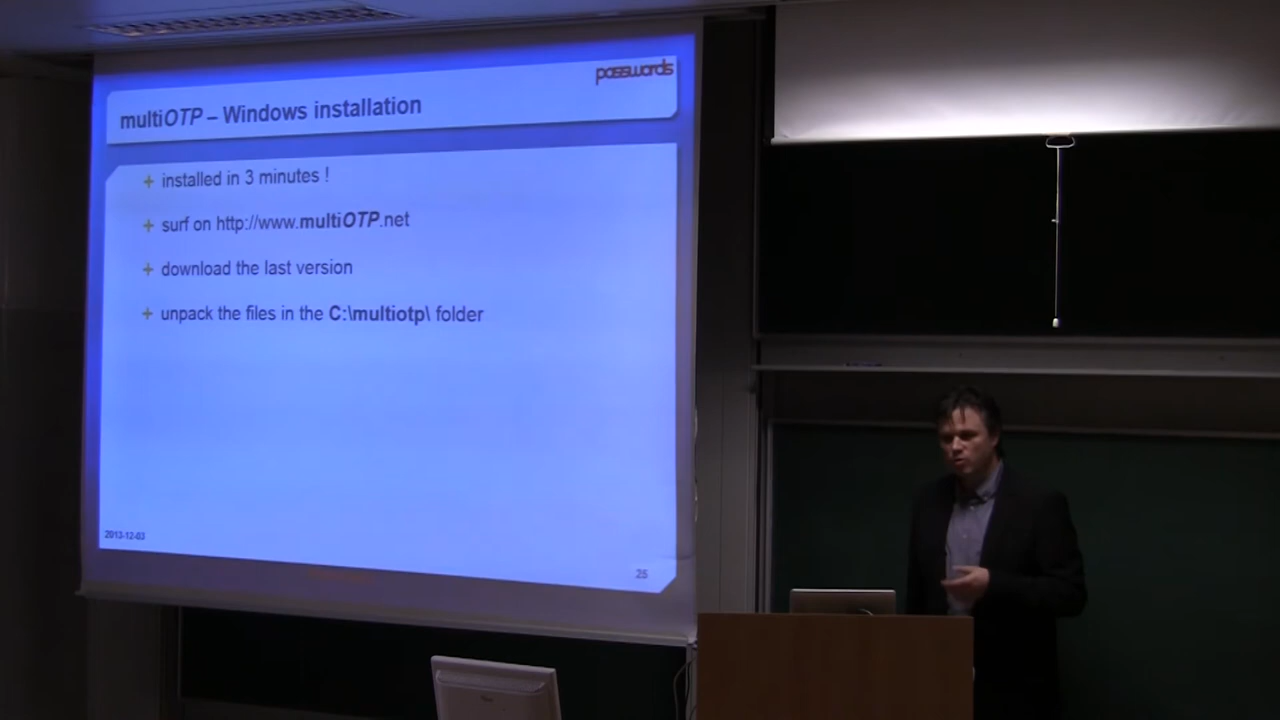 passwords
multiOTP – Windows installation
+ installed in 3 minutes !
+ surf on http://www.multiOTP.net
+ download the last version
+ unpack the files in the C:\multiotp\ folder
2013-12-03
25